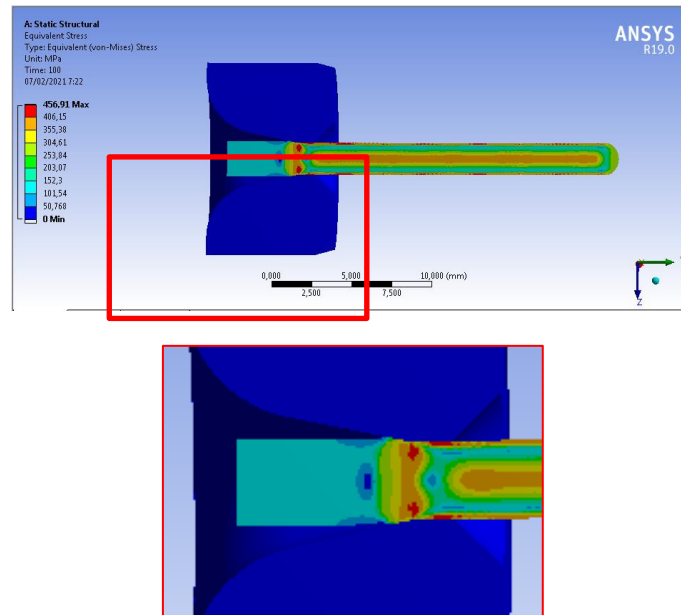 A: Static Structural
Equivalent Stress
Type: Equivalent (von-Mises) Stress
Unit: MPa
Time: 100
07/02/2021 7:22
456,91 Max
406,15
355,38
304,61
253,84
203,07
152,3
101,54
50,768
0 Min
ANSYS
R19.0
0,000
5,000
10,000 (mm)
2,500
7,500
Z